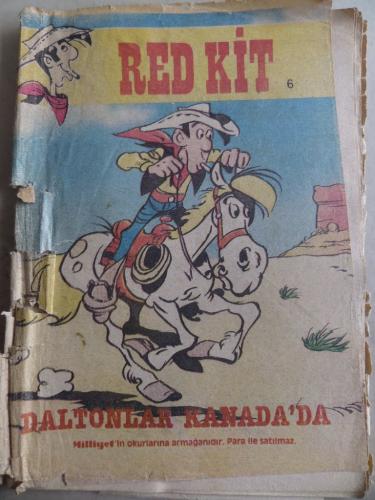 RED KİT
6
DALTONLAR KANADA'DA
Milliyet'in okurlarına armağanıdır. Para ile satılmaz.